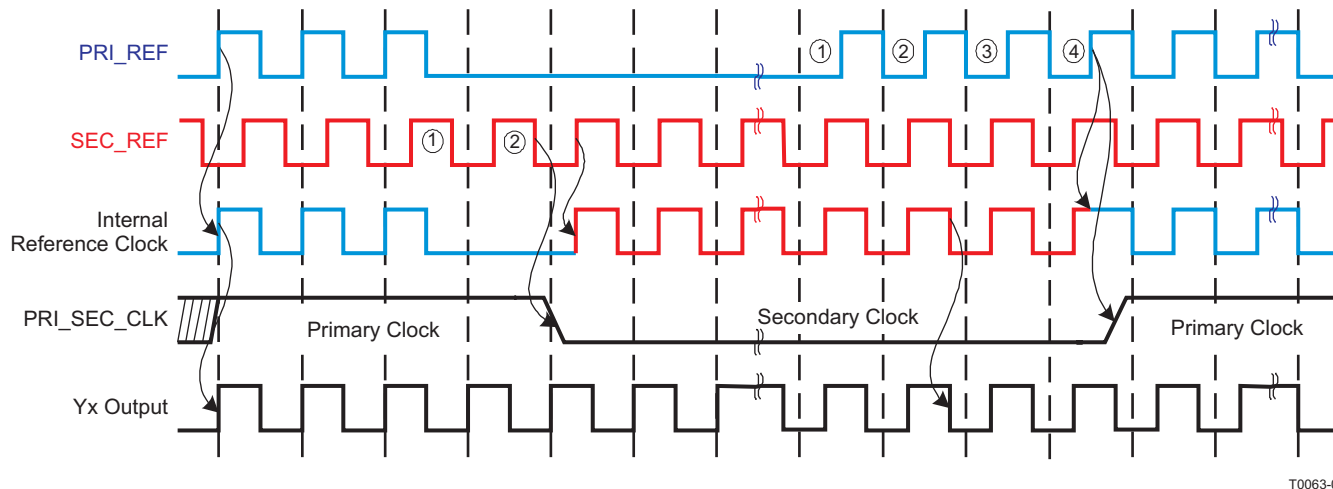 PRI_REF
① ② ③ ④
SEC_REF
① ②
Internal
Reference Clock
PRI_SEC_CLK
Primary Clock
Secondary Clock
Primary Clock
Yx Output